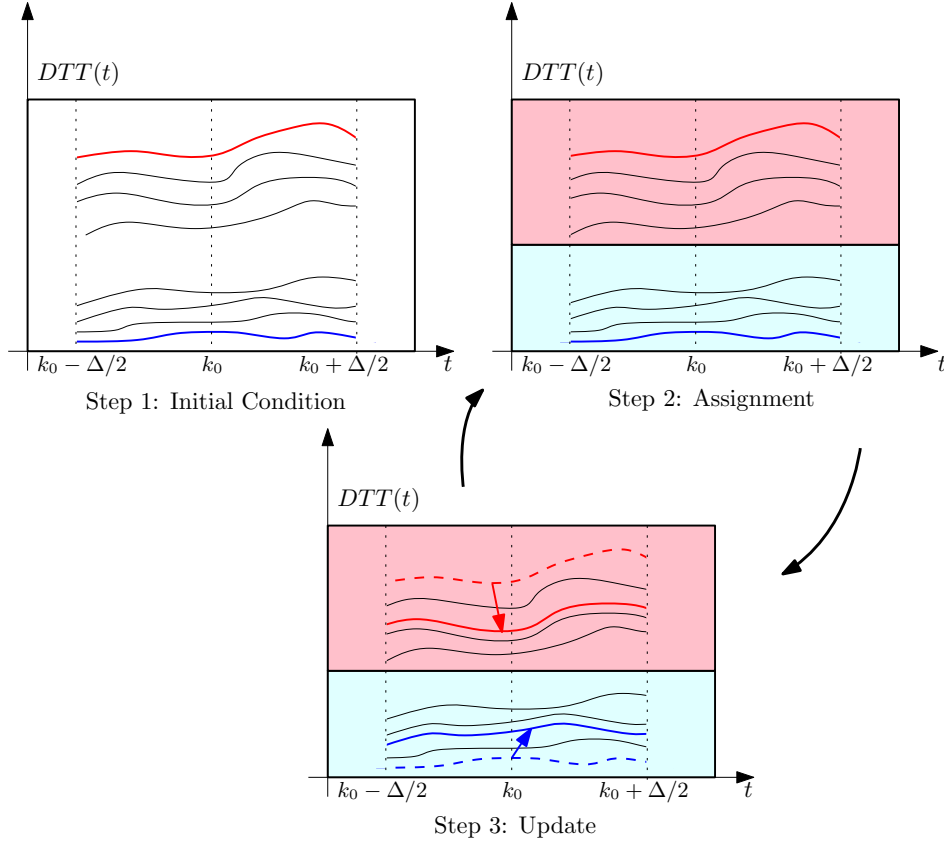 DTT(t)
k₀ − Δ/2 k₀ k₀ + Δ/2 t
Step 1: Initial Condition
DTT(t)
k₀ − Δ/2 k₀ k₀ + Δ/2 t
Step 2: Assignment
DTT(t)
k₀ − Δ/2 k₀ k₀ + Δ/2 t
Step 3: Update